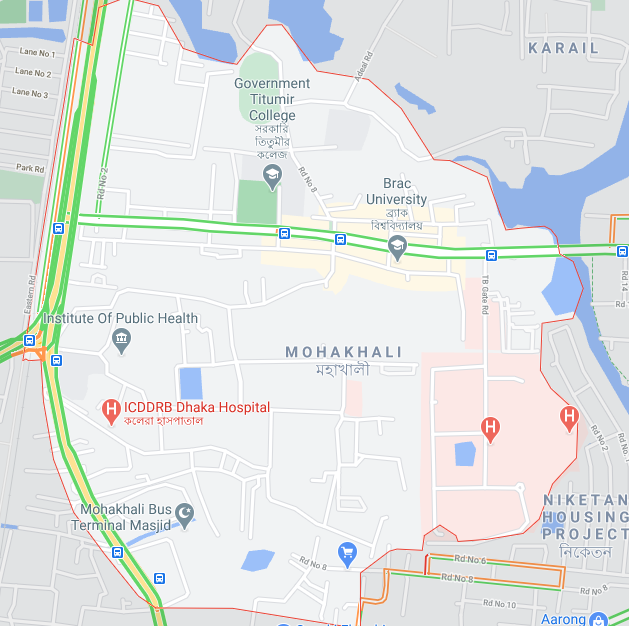 Lane No 1
Lane No 2
Lane No 3
Park Rd
Rd No 2
Eastern Rd
Adeal Rd
KARAIL
Government
Titumir
College
সরকারি
তিতুমীর
কলেজ
Rd No 8
Brac
University
ব্র্যাক
বিশ্ববিদ্যালয়
TB Gate Rd
Rd 14
Institute Of Public Health
MOHAKHALI
মহাখালী
ICDDRB Dhaka Hospital
কলেরা হাসপাতাল
Rd No 2
Mohakhali Bus
Terminal Masjid
NIKETAN
HOUSING
PROJECT
নিকেতন
Rd No 8
Rd No 6
Rd No 8
Rd No 8
Rd No 10
Aarong